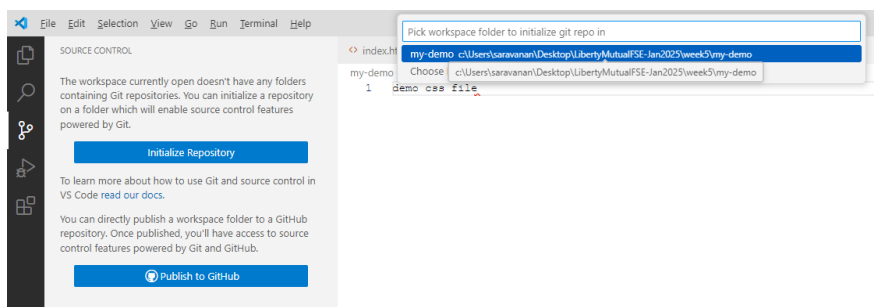 File Edit Selection View Go Run Terminal Help
Pick workspace folder to initialize git repo in
my-demo c:\Users\saravanan\Desktop\LibertyMutualFSE-Jan2025\week5\my-demo
Choose
c:\Users\saravanan\Desktop\LibertyMutualFSE-Jan2025\week5\my-demo
SOURCE CONTROL
The workspace currently open doesn't have any folders
containing Git repositories. You can initialize a repository
on a folder which will enable source control features
powered by Git.
Initialize Repository
To learn more about how to use Git and source control in
VS Code read our docs.
You can directly publish a workspace folder to a GitHub
repository. Once published, you'll have access to source
control features powered by Git and GitHub.
Publish to GitHub
<> index.ht
my-demo
1 demo css file